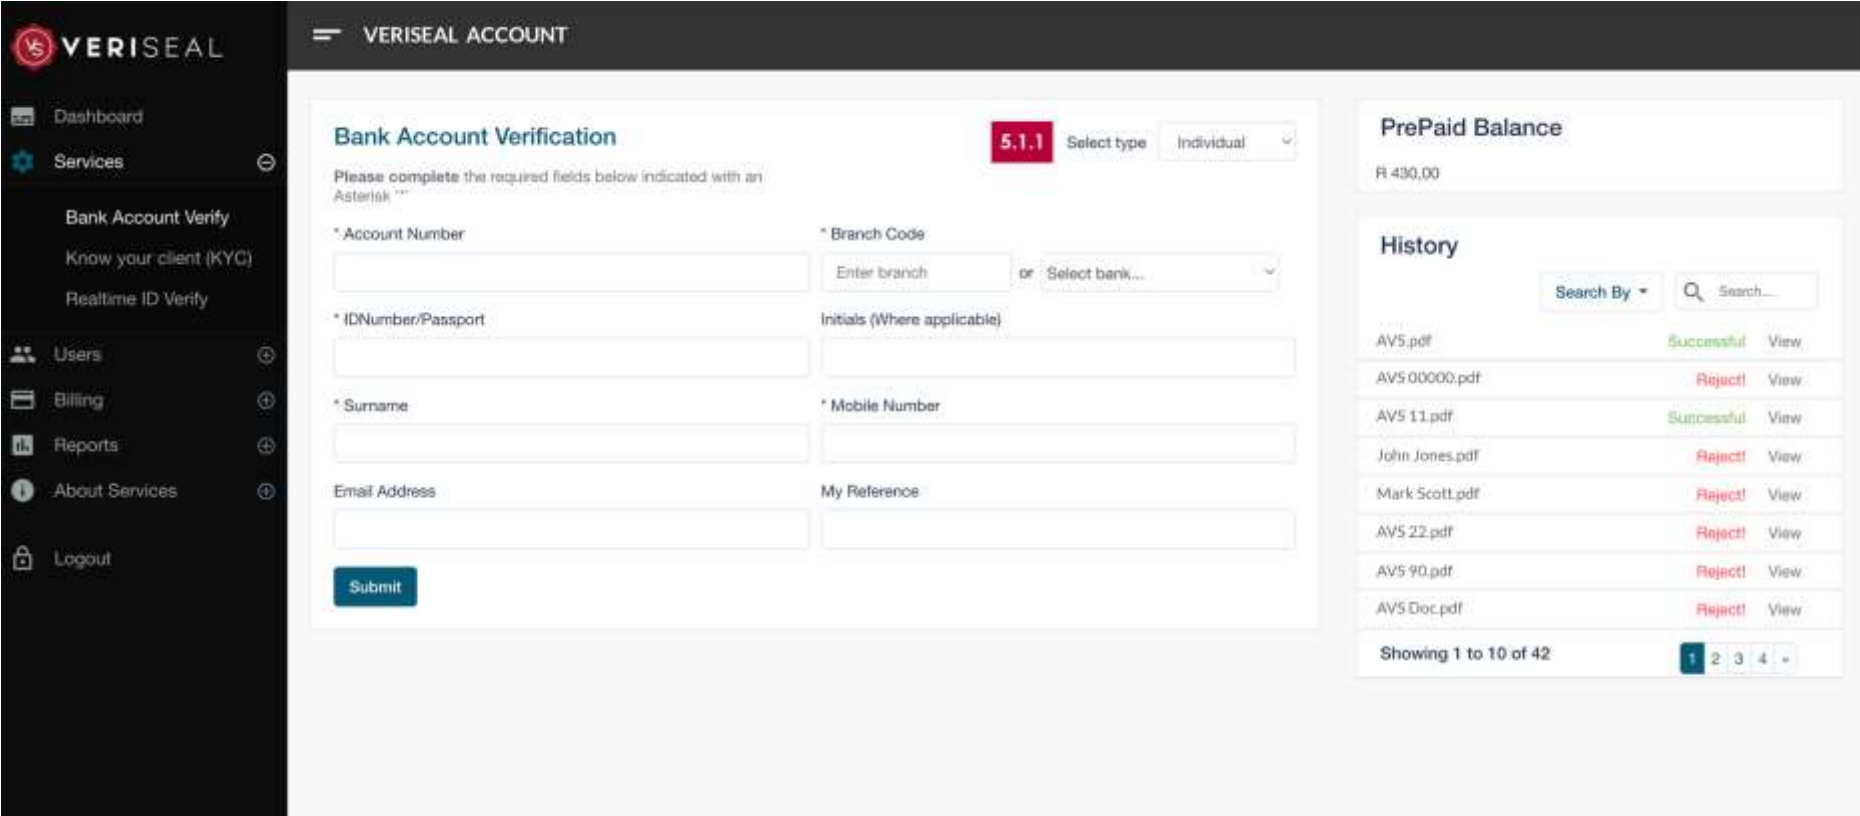 VS VERISEAL
VERISEAL ACCOUNT
Dashboard
Services
Bank Account Verify
Know your client (KYC)
Realtime ID Verify
Users
Billing
Reports
About Services
Logout
Bank Account Verification
5.1.1 Select type Individual
Please complete the required fields below indicated with an
Asterisk "*"
* Account Number
* Branch Code
Enter branch or Select bank...
* IDNumber/Passport
Initials (Where applicable)
* Surname
* Mobile Number
Email Address
My Reference
Submit
PrePaid Balance
R 430,00
History
Search By Search...
AVS.pdf Successful View
AVS 00000.pdf Reject! View
AVS 11.pdf Successful View
John Jones.pdf Reject! View
Mark Scott.pdf Reject! View
AVS 22.pdf Reject! View
AVS 90.pdf Reject! View
AVS Doc.pdf Reject! View
Showing 1 to 10 of 42 1 2 3 4 »